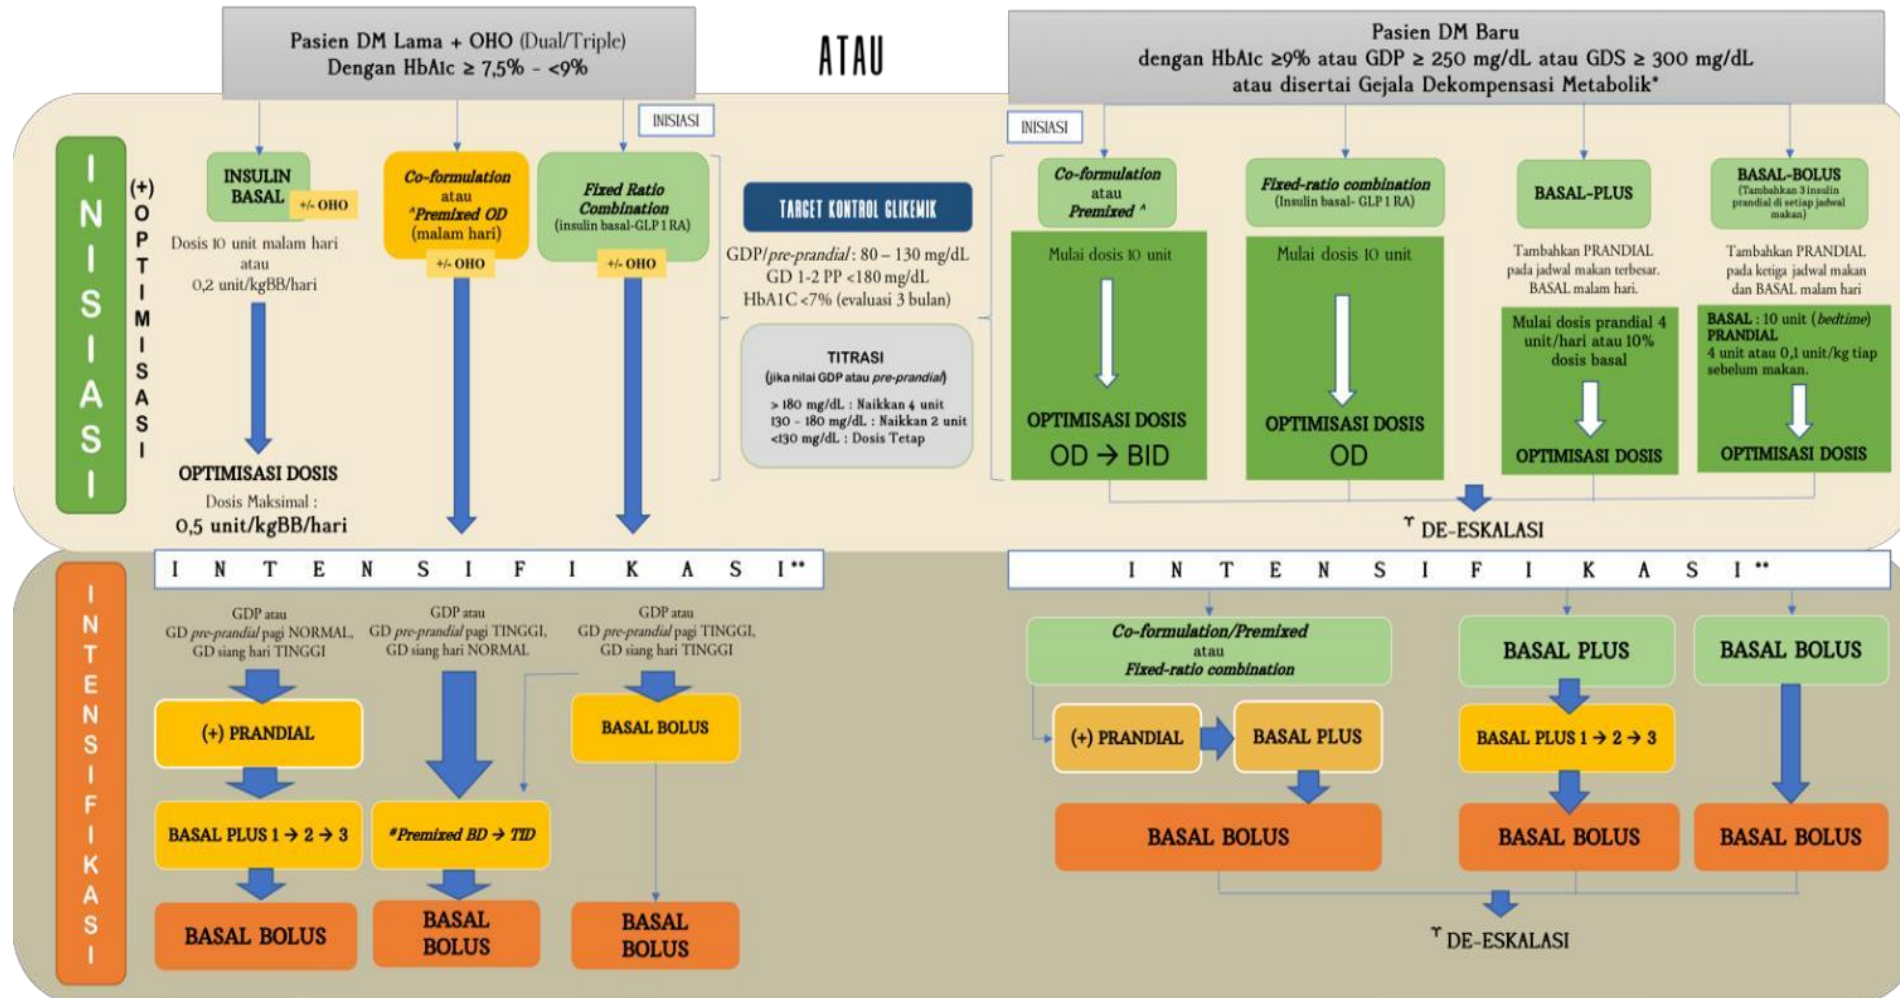 Pasien DM Lama + OHO (Dual/Triple)
Dengan HbA1c ≥ 7,5% - <9%
ATAU
Pasien DM Baru
dengan HbA1c ≥9% atau GDP ≥ 250 mg/dL atau GDS ≥ 300 mg/dL
atau disertai Gejala Dekompensasi Metabolik*
INISIASI
INISIASI
INISIASI
(+) OPTIMISASI
INSULIN
BASAL
+/- OHO
Dosis 10 unit malam hari
atau
0,2 unit/kgBB/hari
OPTIMISASI DOSIS
Dosis Maksimal :
0,5 unit/kgBB/hari
Co-formulation
atau
^Premixed OD
(malam hari)
+/- OHO
Fixed Ratio
Combination
(insulin basal-GLP 1 RA)
+/- OHO
TARGET KONTROL GLIKEMIK
GDP/pre-prandial : 80 – 130 mg/dL
GD 1-2 PP <180 mg/dL
HbA1C <7% (evaluasi 3 bulan)
TITRASI
(jika nilai GDP atau pre-prandial)
> 180 mg/dL : Naikkan 4 unit
130 - 180 mg/dL : Naikkan 2 unit
<130 mg/dL : Dosis Tetap
Co-formulation
atau
Premixed ^
Mulai dosis 10 unit
OPTIMISASI DOSIS
OD → BID
Fixed-ratio combination
(Insulin basal- GLP 1 RA)
Mulai dosis 10 unit
OPTIMISASI DOSIS
OD
BASAL-PLUS
Tambahkan PRANDIAL
pada jadwal makan terbesar.
BASAL malam hari.
Mulai dosis prandial 4
unit/hari atau 10%
dosis basal
OPTIMISASI DOSIS
BASAL-BOLUS
(Tambahkan 3 insulin
prandial di setiap jadwal
makan)
Tambahkan PRANDIAL
pada ketiga jadwal makan
dan BASAL malam hari
BASAL : 10 unit (bedtime)
PRANDIAL
4 unit atau 0,1 unit/kg tiap
sebelum makan.
OPTIMISASI DOSIS
ϒ DE-ESKALASI
INTENSIFIKASI
INTENSIFIKASI**
GDP atau
GD pre-prandial pagi NORMAL,
GD siang hari TINGGI
(+) PRANDIAL
BASAL PLUS 1 → 2 → 3
BASAL BOLUS
GDP atau
GD pre-prandial pagi TINGGI,
GD siang hari NORMAL
#Premixed BD → TID
BASAL
BOLUS
GDP atau
GD pre-prandial pagi TINGGI,
GD siang hari TINGGI
BASAL BOLUS
BASAL
BOLUS
INTENSIFIKASI**
Co-formulation/Premixed
atau
Fixed-ratio combination
(+) PRANDIAL
BASAL PLUS
BASAL BOLUS
BASAL PLUS
BASAL PLUS 1 → 2 → 3
BASAL BOLUS
BASAL BOLUS
BASAL BOLUS
ϒ DE-ESKALASI